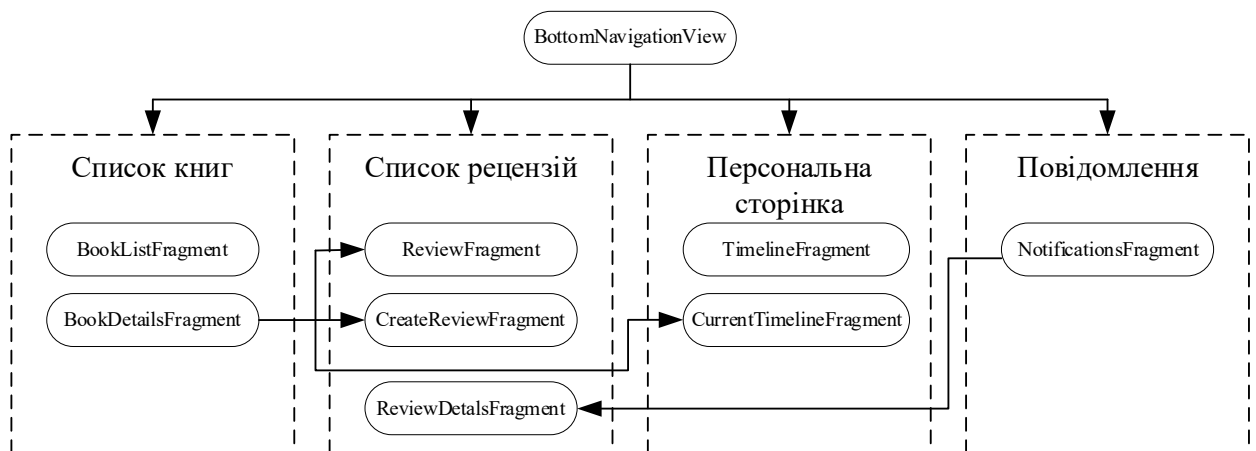 BottomNavigationView
Список книг
BookListFragment
BookDetailsFragment
Список рецензій
ReviewFragment
CreateReviewFragment
ReviewDetalsFragment
Персональна
сторінка
TimelineFragment
CurrentTimelineFragment
Повідомлення
NotificationsFragment